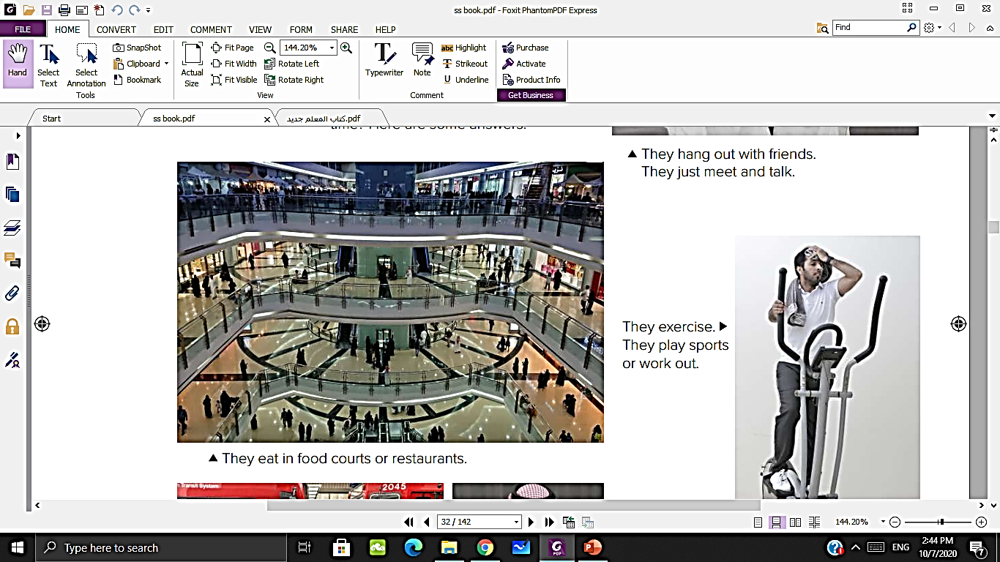 ss book.pdf - Foxit PhantomPDF Express
FILE HOME CONVERT EDIT COMMENT VIEW FORM SHARE HELP
Find
Hand
Select Text
Select Annotation
SnapShot
Clipboard
Bookmark
Tools
Actual Size
Fit Page
Fit Width
Fit Visible
144.20%
Rotate Left
Rotate Right
View
Typewriter
Note
Highlight
Strikeout
Underline
Comment
Purchase
Activate
Product Info
Get Business
Start
ss book.pdf
كتاب المعلم جديد.pdf
time? Here are some answers.
▲ They hang out with friends.
They just meet and talk.
They exercise. ▶
They play sports
or work out.
▲ They eat in food courts or restaurants.
Transit System
2045
32 / 142
144.20%
Type here to search
ENG
2:44 PM
10/7/2020